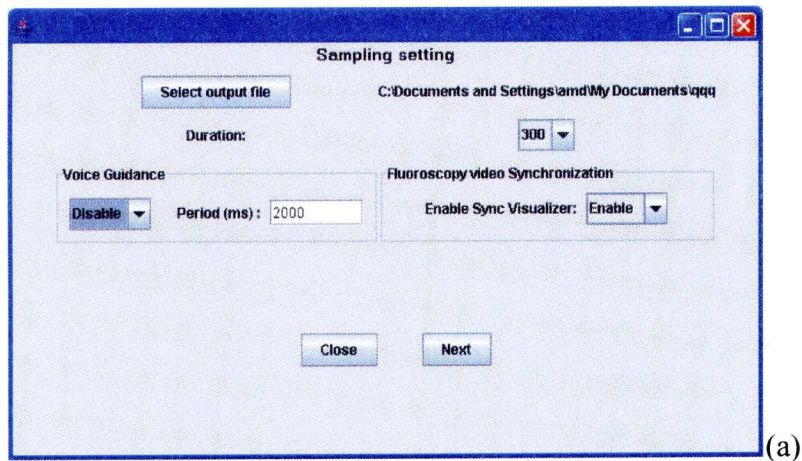 Sampling setting
Select output file
C:\Documents and Settings\amd\My Documents\qqq
Duration:
300
Voice Guidance
Disable
Period (ms) :
2000
Fluoroscopy video Synchronization
Enable Sync Visualizer:
Enable
Close
Next
(a)